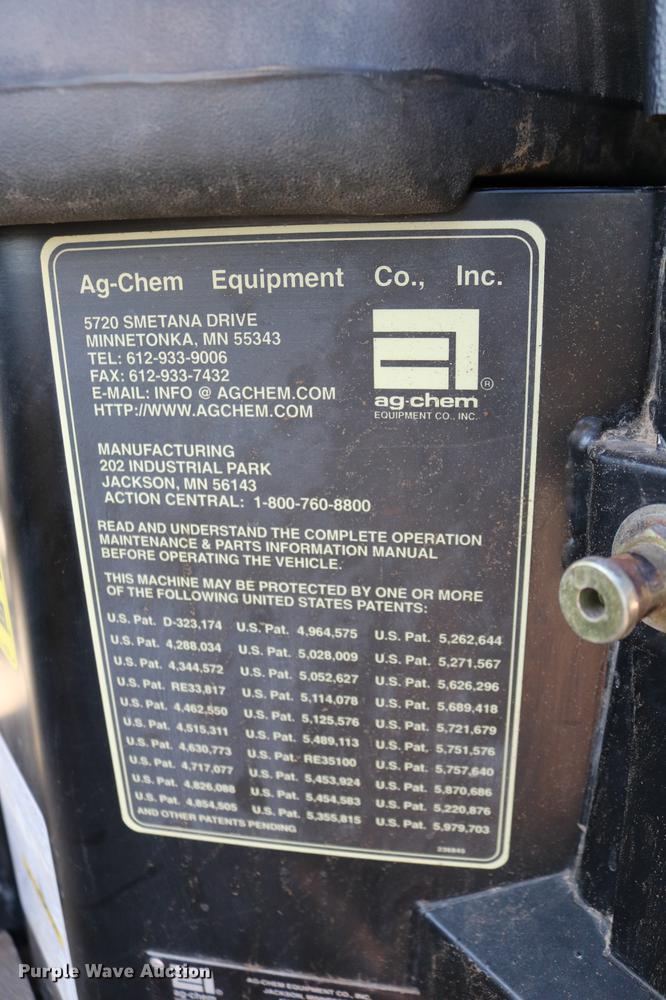 Ag-Chem Equipment Co., Inc.
5720 SMETANA DRIVE
MINNETONKA, MN 55343
TEL: 612-933-9006
FAX: 612-933-7432
E-MAIL: INFO @ AGCHEM.COM
HTTP://WWW.AGCHEM.COM
®
ag-chem
EQUIPMENT CO., INC.
MANUFACTURING
202 INDUSTRIAL PARK
JACKSON, MN 56143
ACTION CENTRAL: 1-800-760-8800
READ AND UNDERSTAND THE COMPLETE OPERATION
MAINTENANCE & PARTS INFORMATION MANUAL
BEFORE OPERATING THE VEHICLE.
THIS MACHINE MAY BE PROTECTED BY ONE OR MORE
OF THE FOLLOWING UNITED STATES PATENTS:
U.S. Pat. D-323,174 U.S. Pat. 4,964,575 U.S. Pat. 5,262,644
U.S. Pat. 4,288,034 U.S. Pat. 5,028,009 U.S. Pat. 5,271,567
U.S. Pat. 4,344,572 U.S. Pat. 5,052,627 U.S. Pat. 5,626,296
U.S. Pat. RE33,817 U.S. Pat. 5,114,078 U.S. Pat. 5,689,418
U.S. Pat. 4,462,550 U.S. Pat. 5,125,576 U.S. Pat. 5,721,679
U.S. Pat. 4,515,311 U.S. Pat. 5,489,113 U.S. Pat. 5,751,576
U.S. Pat. 4,630,773 U.S. Pat. RE35100 U.S. Pat. 5,757,640
U.S. Pat. 4,717,077 U.S. Pat. 5,453,924 U.S. Pat. 5,870,686
U.S. Pat. 4,826,088 U.S. Pat. 5,454,583 U.S. Pat. 5,220,876
U.S. Pat. 4,854,505 U.S. Pat. 5,355,815 U.S. Pat. 5,979,703
AND OTHER PATENTS PENDING
ag-chem
AG-CHEM EQUIPMENT CO., INC.
Purple Wave Auction